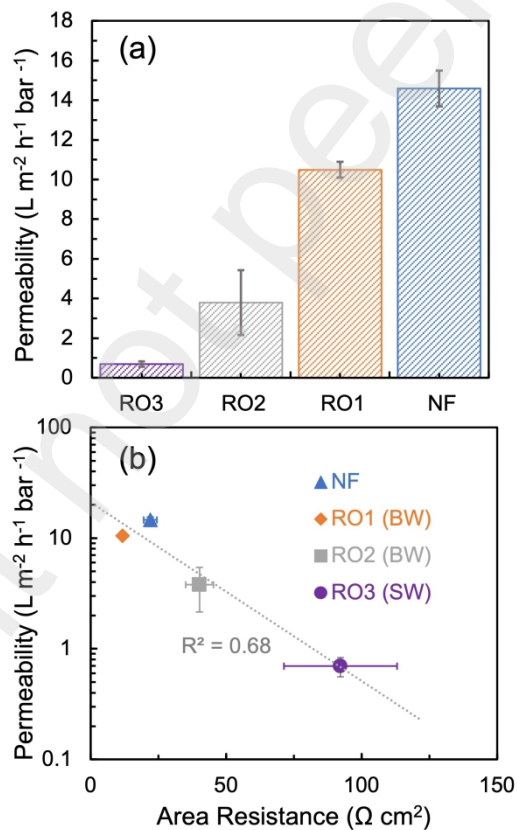 (a)
Permeability (L m⁻² h⁻¹ bar ⁻¹)
18
16
14
12
10
8
6
4
2
0
RO3 RO2 RO1 NF
(b)
Permeability (L m⁻² h⁻¹ bar ⁻¹)
100
10
1
0.1
NF
RO1 (BW)
RO2 (BW)
RO3 (SW)
R² = 0.68
0 50 100 150
Area Resistance (Ω cm²)
not pee